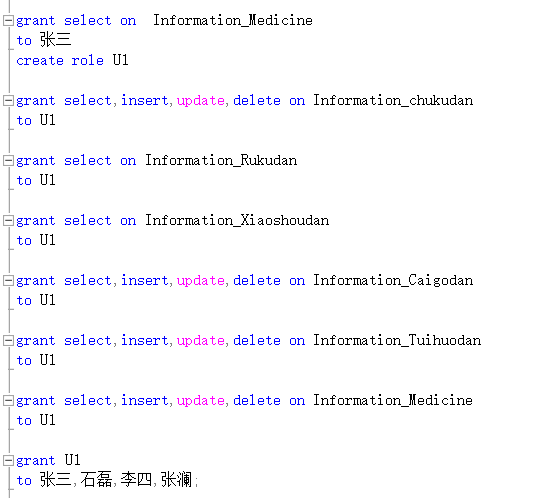 grant select on  Information_Medicine
to 张三
create role U1
grant select,insert,update,delete on Information_chukudan
to U1
grant select on Information_Rukudan
to U1
grant select on Information_Xiaoshoudan
to U1
grant select,insert,update,delete on Information_Caigodan
to U1
grant select,insert,update,delete on Information_Tuihuodan
to U1
grant select,insert,update,delete on Information_Medicine
to U1
grant U1
to 张三,石磊,李四,张澜;